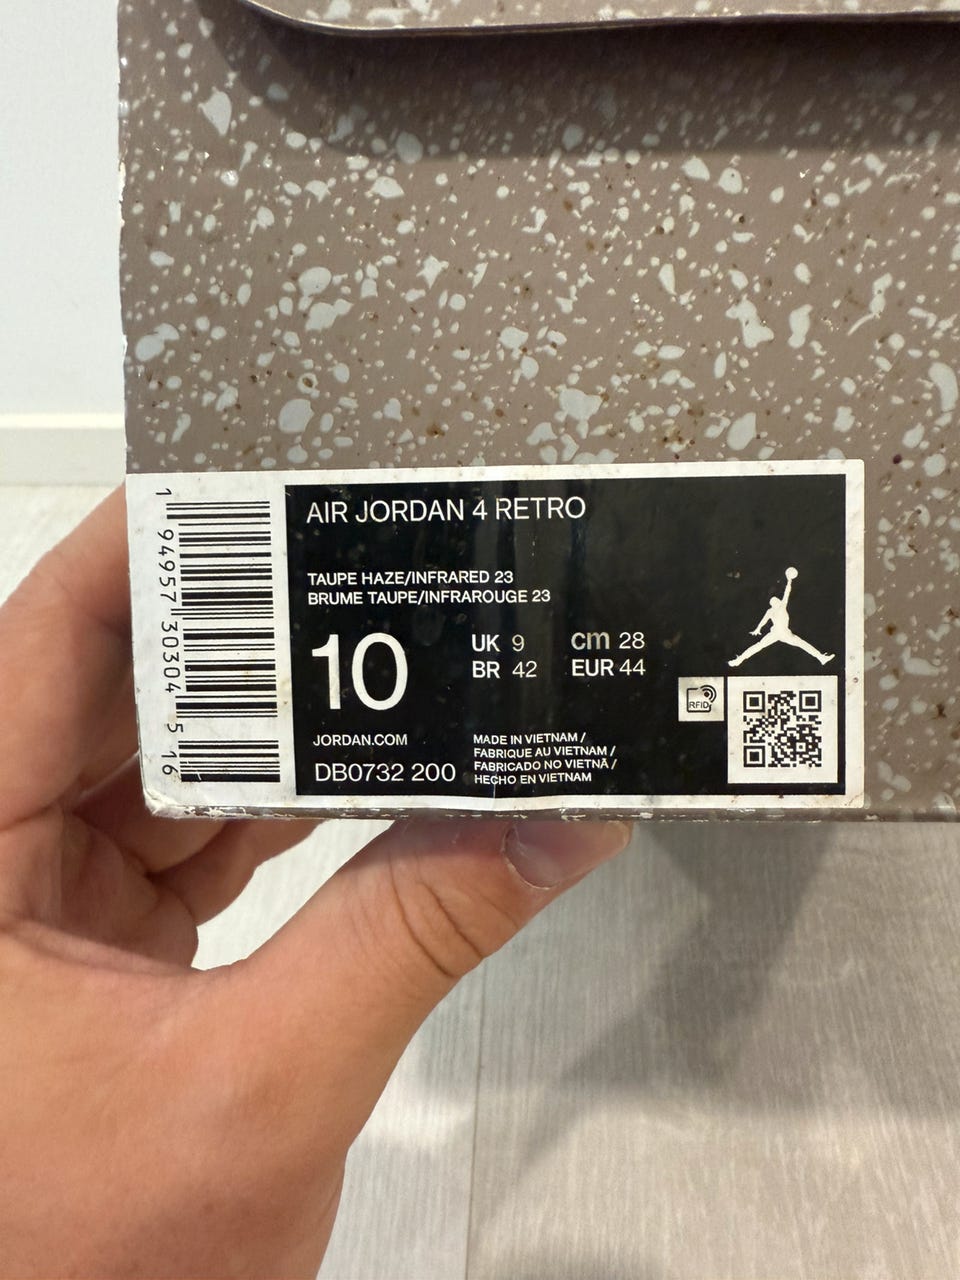 AIR JORDAN 4 RETRO
TAUPE HAZE/INFRARED 23
BRUME TAUPE/INFRAROUGE 23
10
UK 9 cm 28
BR 42 EUR 44
RFID
JORDAN.COM
DB0732 200
MADE IN VIETNAM /
FABRIQUE AU VIETNAM /
FABRICADO NO VIETNÃ /
HECHO EN VIETNAM
1 94957 30304 5 16